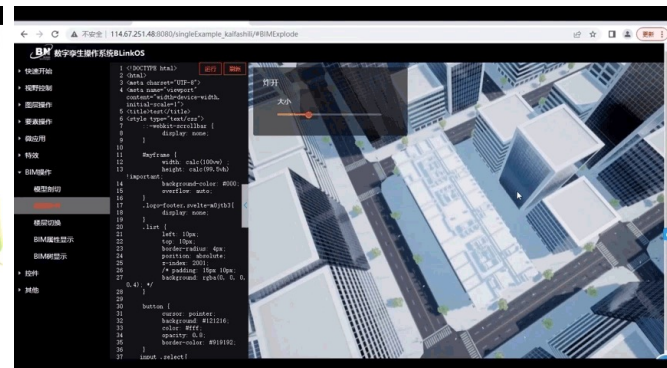 不安全 | 114.67.251.48:8080/singleExample_kaifashili/#BIMExplode
更新
数字孪生操作系统BLinkOS
快速开始
视野控制
图层操作
要素操作
微应用
特效
BIM操作
模型剖切
楼层切换
BIM属性显示
BIM树显示
控件
其他
运行
刷新
1 <!DOCTYPE html>
2 <html>
3 <meta charset="UTF-8">
4 <meta name="viewport"
content="width=device-width,
initial-scale=1">
5 <title>test</title>
6 <style type="text/css">
7 ::-webkit-scrollbar {
8 display: none;
9 }
10
11 #myframe {
12 width: calc(100vw) ;
13 height: calc(99.5vh)
!important;
14 background-color: #000;
15 overflow: auto;
16 }
17 .logo-footer.svelte-m0jtb3{
18 display: none;
19 }
20 .list {
21 left: 10px;
22 top: 10px;
23 border-radius: 4px;
24 position: absolute;
25 z-index: 2001;
26 /* padding: 15px 10px;
27 background: rgba(0, 0, 0,
0.4); */
28 }
29
30 button {
31 cursor: pointer;
32 background: #121216;
33 color: #fff;
34 opacity: 0.8;
35 border-color: #918192;
36 }
37 input .select{
炸开
大小